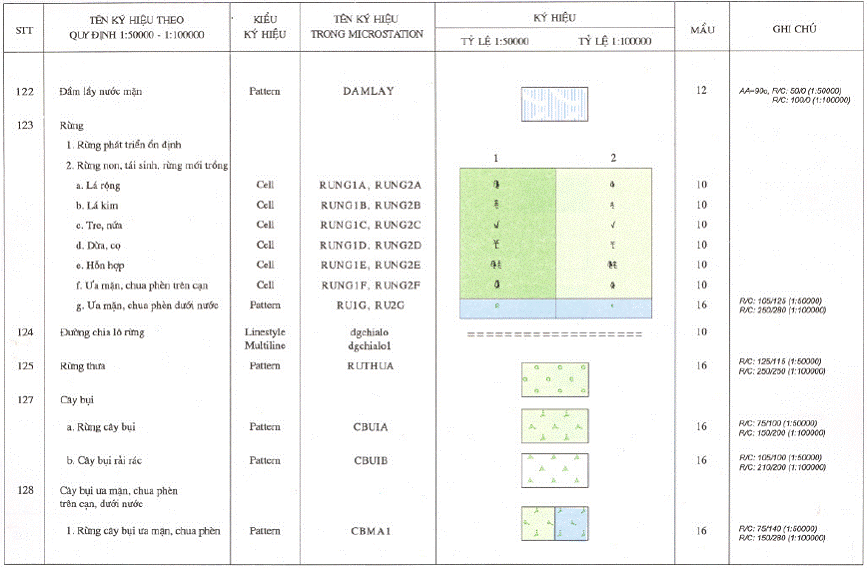 STT TÊN KÝ HIỆU THEO QUY ĐỊNH 1:50000 - 1:100000 KIỂU KÝ HIỆU TÊN KÝ HIỆU TRONG MICROSTATION KÝ HIỆU MẦU GHI CHÚ
TỶ LỆ 1:50000 TỶ LỆ 1:100000
122 Đầm lầy nước mặn Pattern DAMLAY 12 AA=90o, R/C: 50/0 (1:50000)
R/C: 100/0 (1:100000)
123 Rừng
1. Rừng phát triển ổn định
2. Rừng non, tái sinh, rừng mới trồng 1 2
a. Lá rộng Cell RUNG1A, RUNG2A 10
b. Lá kim Cell RUNG1B, RUNG2B 10
c. Tre, nứa Cell RUNG1C, RUNG2C 10
d. Dừa, cọ Cell RUNG1D, RUNG2D 10
e. Hỗn hợp Cell RUNG1E, RUNG2E 10
f. Ưa mặn, chua phèn trên cạn Cell RUNG1F, RUNG2F 10
g. Ưa mặn, chua phèn dưới nước Pattern RU1G, RU2G 16 R/C: 105/125 (1:50000)
R/C: 250/280 (1:100000)
124 Đường chia lô rừng Linestyle dgchialo 10
Multiline dgchialo1
125 Rừng thưa Pattern RUTHUA 16 R/C: 125/115 (1:50000)
R/C: 250/250 (1:100000)
127 Cây bụi
a. Rừng cây bụi Pattern CBUIA 16 R/C: 75/100 (1:50000)
R/C: 150/200 (1:100000)
b. Cây bụi rải rác Pattern CBUIB 16 R/C: 105/100 (1:50000)
R/C: 210/200 (1:100000)
128 Cây bụi ưa mặn, chua phèn
trên cạn, dưới nước
1. Rừng cây bụi ưa mặn, chua phèn Pattern CBMA1 16 R/C: 75/140 (1:50000)
R/C: 150/280 (1:100000)